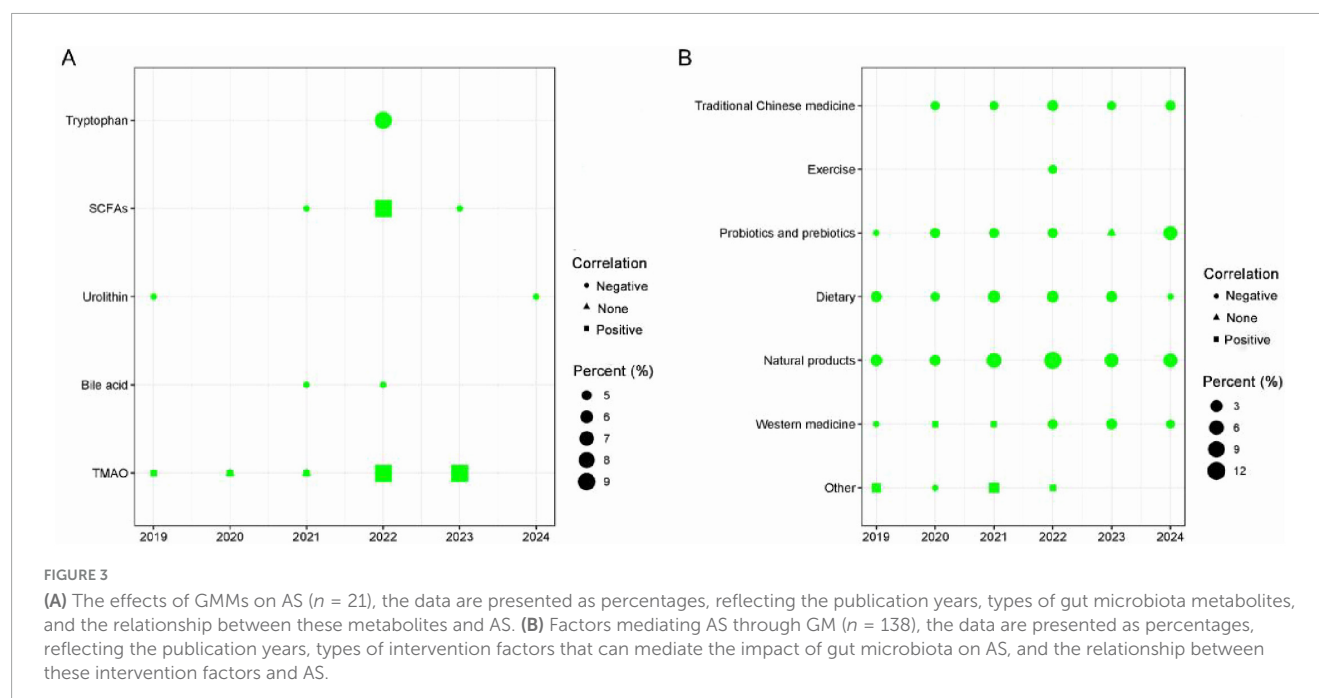 A
Tryptophan
SCFAs
Urolithin
Bile acid
TMAO
2019 2020 2021 2022 2023 2024
Correlation
Negative
None
Positive
Percent (%)
5
6
7
8
9
B
Traditional Chinese medicine
Exercise
Probiotics and prebiotics
Dietary
Natural products
Western medicine
Other
2019 2020 2021 2022 2023 2024
Correlation
Negative
None
Positive
Percent (%)
3
6
9
12
FIGURE 3
(A) The effects of GMMs on AS (n = 21), the data are presented as percentages, reflecting the publication years, types of gut microbiota metabolites,
and the relationship between these metabolites and AS. (B) Factors mediating AS through GM (n = 138), the data are presented as percentages,
reflecting the publication years, types of intervention factors that can mediate the impact of gut microbiota on AS, and the relationship between
these intervention factors and AS.